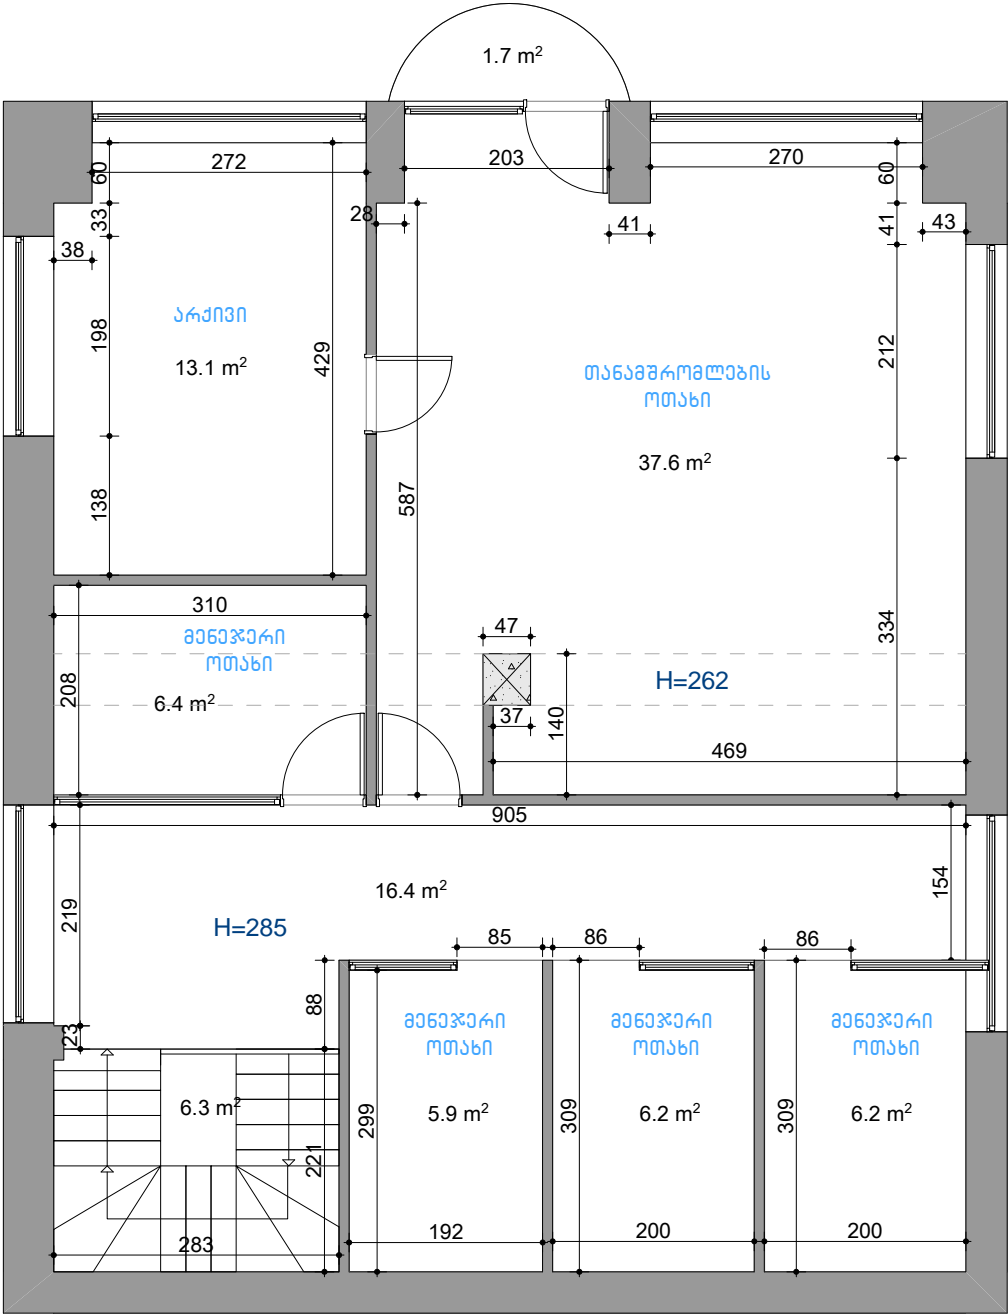 1.7 m²
272
203
270
60
60
33
28
41
41
43
38
198
429
212
არქივი
13.1 m²
თანამშრომლების
ოთახი
37.6 m²
138
587
310
47
334
მენეჯერი
ოთახი
208
6.4 m²
H=262
37
140
469
905
16.4 m²
154
219
H=285
85
86
86
88
23
მენეჯერი
ოთახი
მენეჯერი
ოთახი
მენეჯერი
ოთახი
6.3 m²
299
5.9 m²
309
6.2 m²
309
6.2 m²
221
283
192
200
200